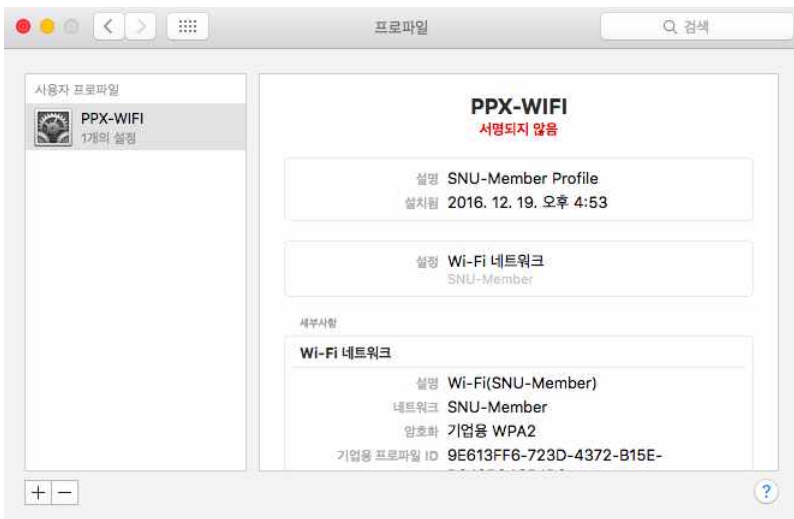 프로파일
검색
사용자 프로파일
PPX-WIFI
1개의 설정
PPX-WIFI
서명되지 않음
설명 SNU-Member Profile
설치됨 2016. 12. 19. 오후 4:53
설정 Wi-Fi 네트워크
SNU-Member
세부사항
Wi-Fi 네트워크
설명 Wi-Fi(SNU-Member)
네트워크 SNU-Member
암호화 기업용 WPA2
기업용 프로파일 ID 9E613FF6-723D-4372-B15E-